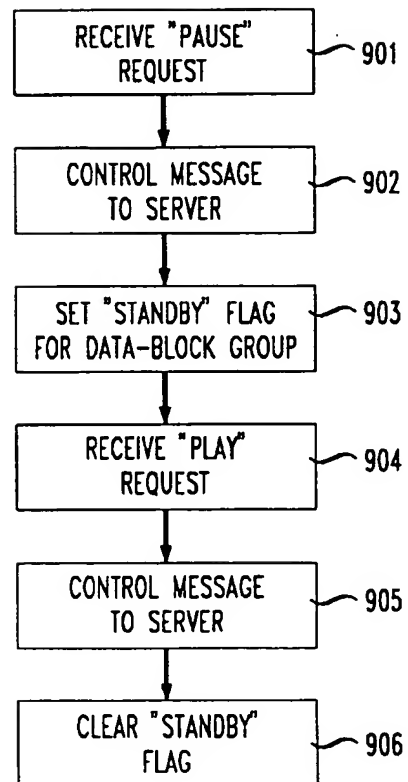 RECEIVE "PAUSE"
REQUEST
901
CONTROL MESSAGE
TO SERVER
902
SET "STANDBY" FLAG
FOR DATA-BLOCK GROUP
903
RECEIVE "PLAY"
REQUEST
904
CONTROL MESSAGE
TO SERVER
905
CLEAR "STANDBY"
FLAG
906